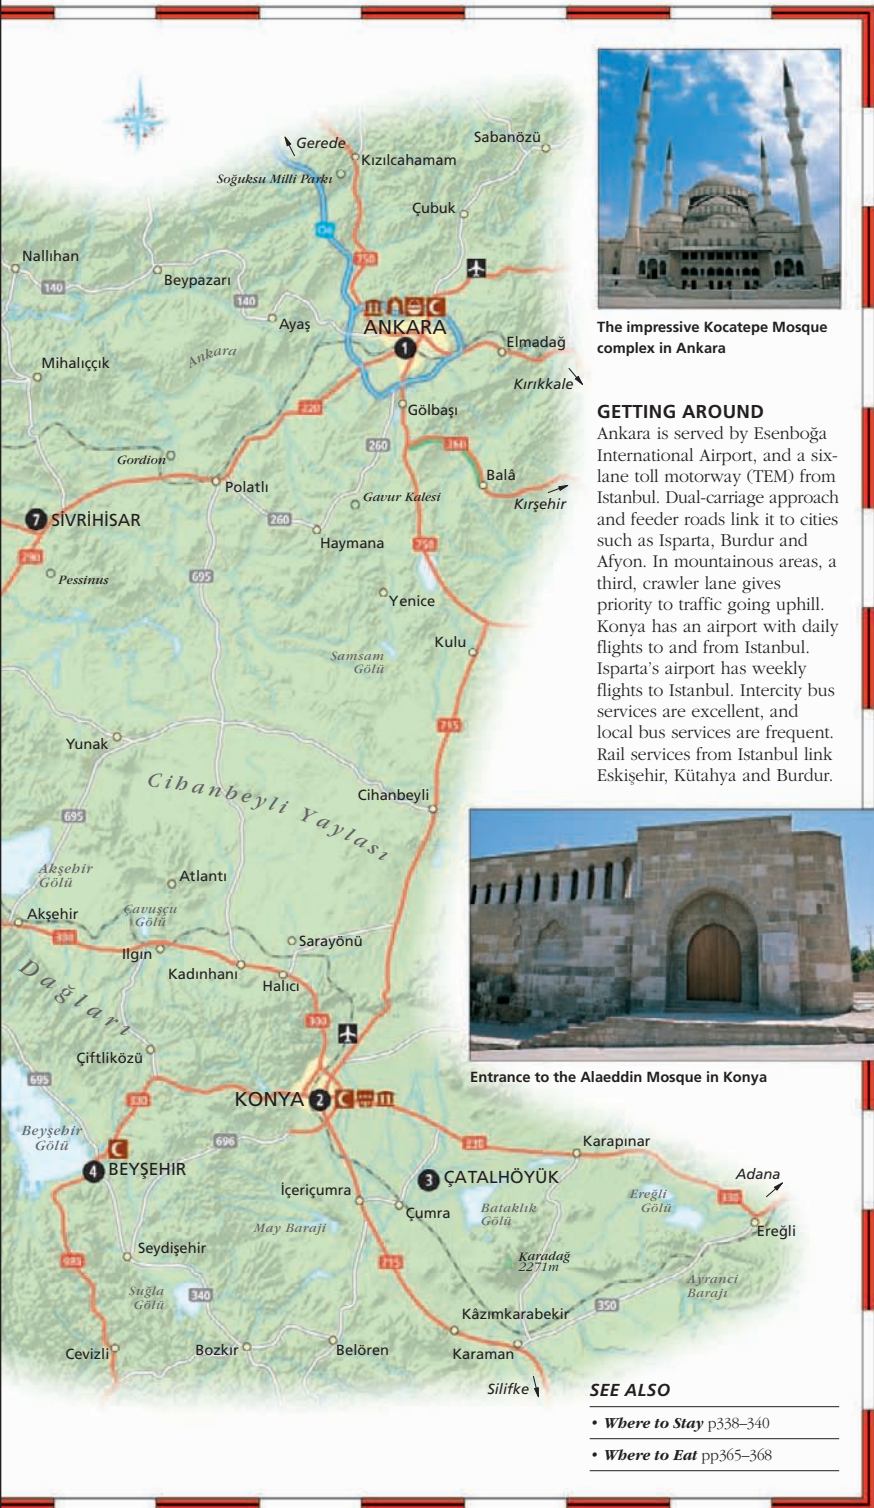 Gerede
Sabanözü
Kızılcahamam
Soğuksu Milli Parkı
Çubuk
Nallıhan
750
Beypazarı
140
140
Ayaş
ANKARA
1
Elmadağ
Mihalıççık
Ankara
Kırıkkale
Gölbaşı
260
Gordion
Polatlı
Balâ
Gavur Kalesi
Kırşehir
7 SİVRİHİSAR
260
Haymana
750
695
Pessinus
Yenice
Kulu
Samsam
Gölü
715
Yunak
Cihanbeyli Yaylası
Cihanbeyli
695
Akşehir
Gölü
Atlantı
Akşehir
Çavuşçu
Gölü
Sarayönü
Ilgın
Kadınhanı
Halıcı
Dağları
300
Çiftliközü
695
330
KONYA 2
Beyşehir
Gölü
696
Karapınar
4 BEYŞEHIR
3 ÇATALHÖYÜK
Adana
330
İçeriçumra
Çumra
Bataklık
Gölü
Ereğli
Gölü
Ereğli
May Baraji
Seydişehir
715
Karadağ
2271m
Ayranci
Barajı
Suğla
Gölü
340
350
Kâzımkarabekir
Cevizli
Bozkır
Belören
Karaman
Silifke
The impressive Kocatepe Mosque
complex in Ankara
GETTING AROUND
Ankara is served by Esenboğa
International Airport, and a six-
lane toll motorway (TEM) from
Istanbul. Dual-carriage approach
and feeder roads link it to cities
such as Isparta, Burdur and
Afyon. In mountainous areas, a
third, crawler lane gives
priority to traffic going uphill.
Konya has an airport with daily
flights to and from Istanbul.
Isparta's airport has weekly
flights to Istanbul. Intercity bus
services are excellent, and
local bus services are frequent.
Rail services from Istanbul link
Eskişehir, Kütahya and Burdur.
Entrance to the Alaeddin Mosque in Konya
SEE ALSO
• Where to Stay p338–340
• Where to Eat pp365–368